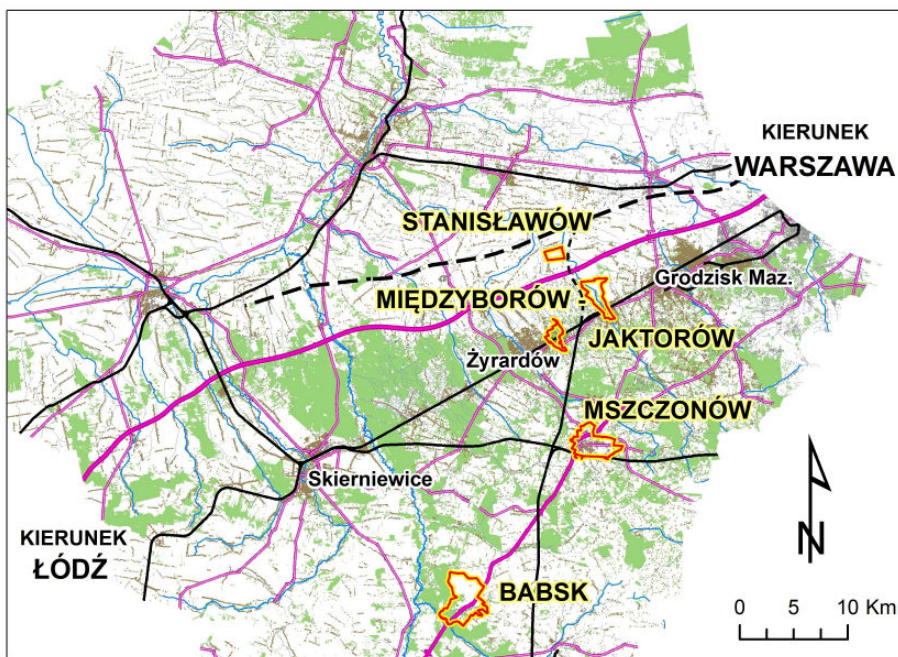 KIERUNEK
WARSZAWA
STANISŁAWÓW
Grodzisk Maz.
MIĘDZYBORÓW
JAKTORÓW
Żyrardów
MSZCZONÓW
Skierniewice
KIERUNEK
ŁÓDŹ
N
BABSK
0 5 10 Km